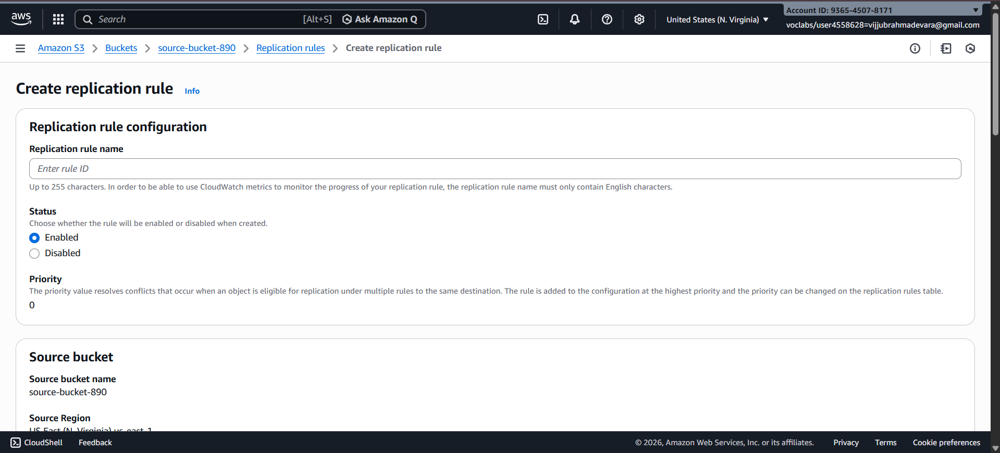 aws
Search [Alt+S] Ask Amazon Q
United States (N. Virginia)
Account ID: 9365-4507-8171
voclabs/user4558628=vijjubrahmadevara@gmail.com
Amazon S3 > Buckets > source-bucket-890 > Replication rules > Create replication rule
Create replication rule Info
Replication rule configuration
Replication rule name
Enter rule ID
Up to 255 characters. In order to be able to use CloudWatch metrics to monitor the progress of your replication rule, the replication rule name must only contain English characters.
Status
Choose whether the rule will be enabled or disabled when created.
Enabled
Disabled
Priority
The priority value resolves conflicts that occur when an object is eligible for replication under multiple rules to the same destination. The rule is added to the configuration at the highest priority and the priority can be changed on the replication rules table.
0
Source bucket
Source bucket name
source-bucket-890
Source Region
US East (N. Virginia) us-east-1
CloudShell Feedback © 2026, Amazon Web Services, Inc. or its affiliates. Privacy Terms Cookie preferences